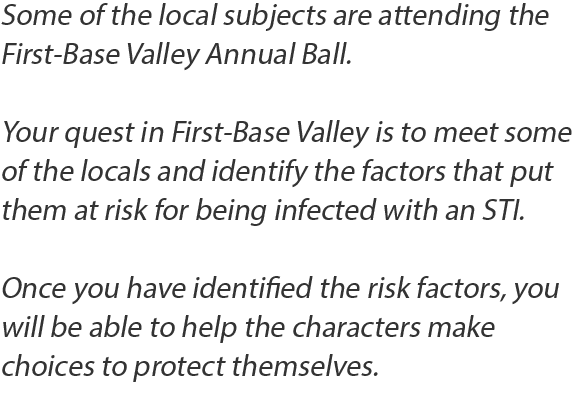 Some of the local subjects are attending the
First-Base Valley Annual Ball.
Your quest in First-Base Valley is to meet some
of the locals and identify the factors that put
them at risk for being infected with an STI.
Once you have identified the risk factors, you
will be able to help the characters make
choices to protect themselves.